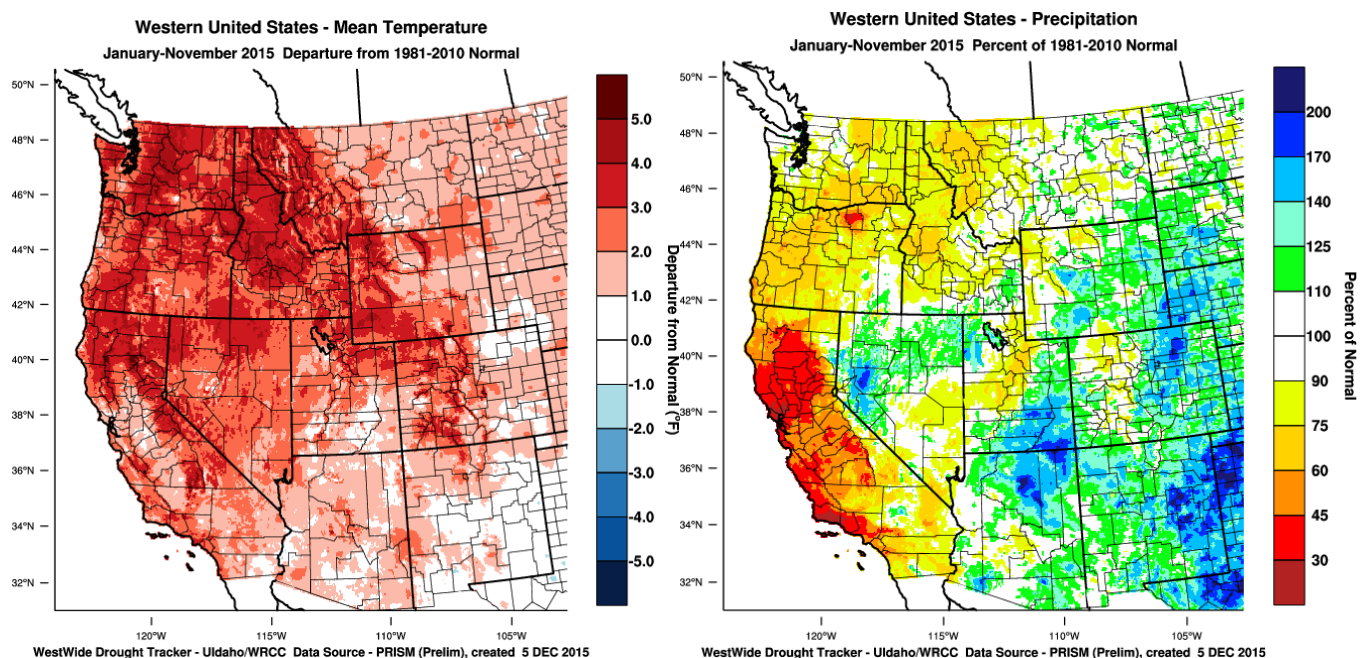 Western United States - Mean Temperature
January-November 2015 Departure from 1981-2010 Normal
50°N
48°N
46°N
44°N
42°N
40°N
38°N
36°N
34°N
32°N
120°W
115°W
110°W
105°W
5.0
4.0
3.0
2.0
1.0
0.0
-1.0
-2.0
-3.0
-4.0
-5.0
Departure from Normal (°F)
WestWide Drought Tracker - UIdaho/WRCC Data Source - PRISM (Prelim), created 5 DEC 2015
Western United States - Precipitation
January-November 2015 Percent of 1981-2010 Normal
50°N
48°N
46°N
44°N
42°N
40°N
38°N
36°N
34°N
32°N
120°W
115°W
110°W
105°W
200
170
140
125
110
100
90
75
60
45
30
Percent of Normal
WestWide Drought Tracker - UIdaho/WRCC Data Source - PRISM (Prelim), created 5 DEC 2015